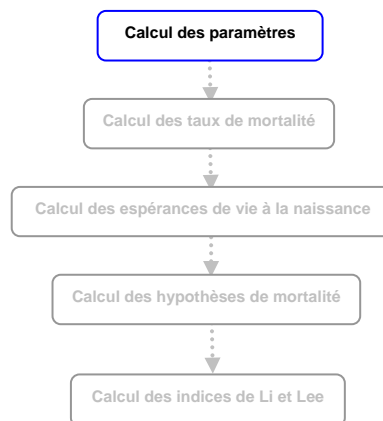 Calcul des paramètres
Calcul des taux de mortalité
Calcul des espérances de vie à la naissance
Calcul des hypothèses de mortalité
Calcul des indices de Li et Lee